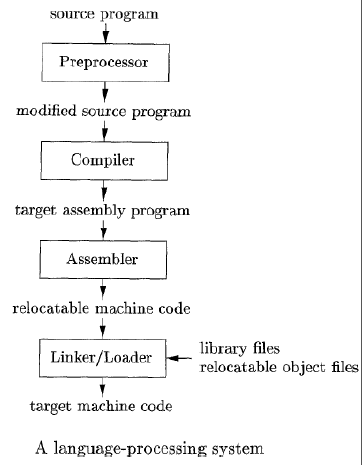 source program
Preprocessor
modified source program
Compiler
target assembly program
Assembler
relocatable machine code
Linker/Loader
library files
relocatable object files
target machine code
A language-processing system